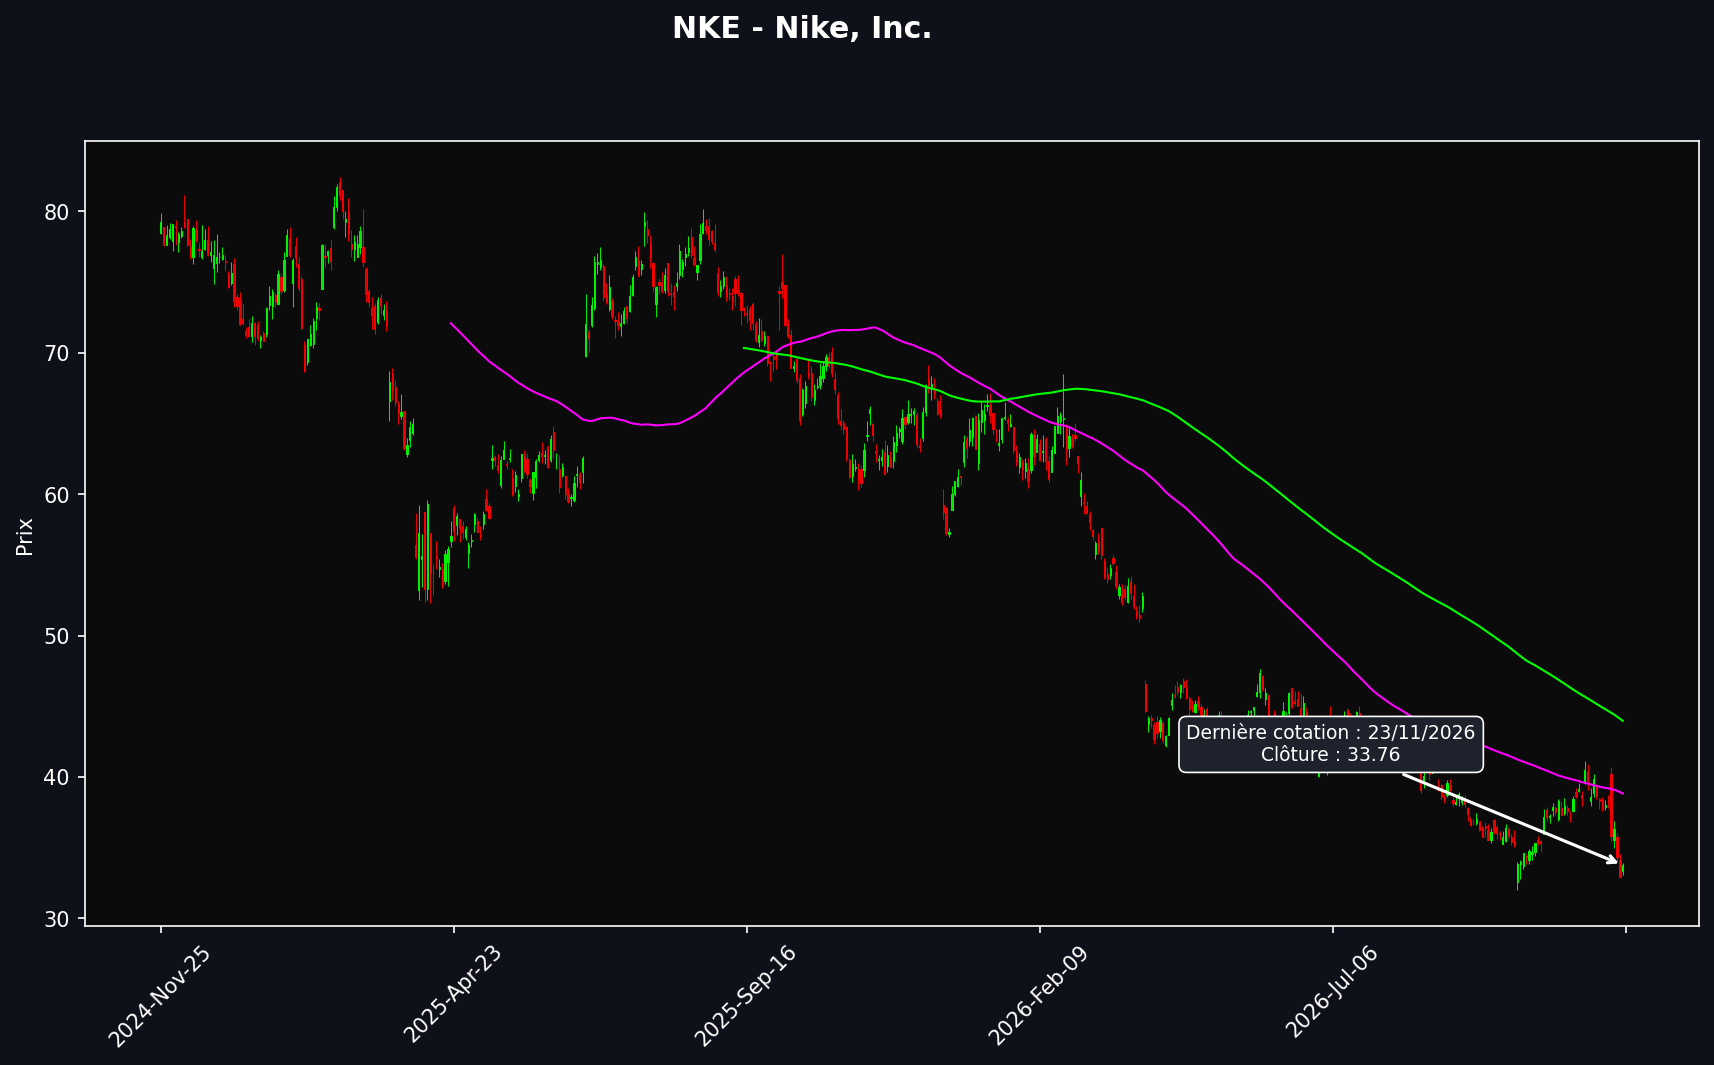 NKE - Nike, Inc.
80
70
60
50
40
30
Prix
Dernière cotation : 23/11/2026
Clôture : 33.76
2024-Nov-25
2025-Apr-23
2025-Sep-16
2026-Feb-09
2026-Jul-06